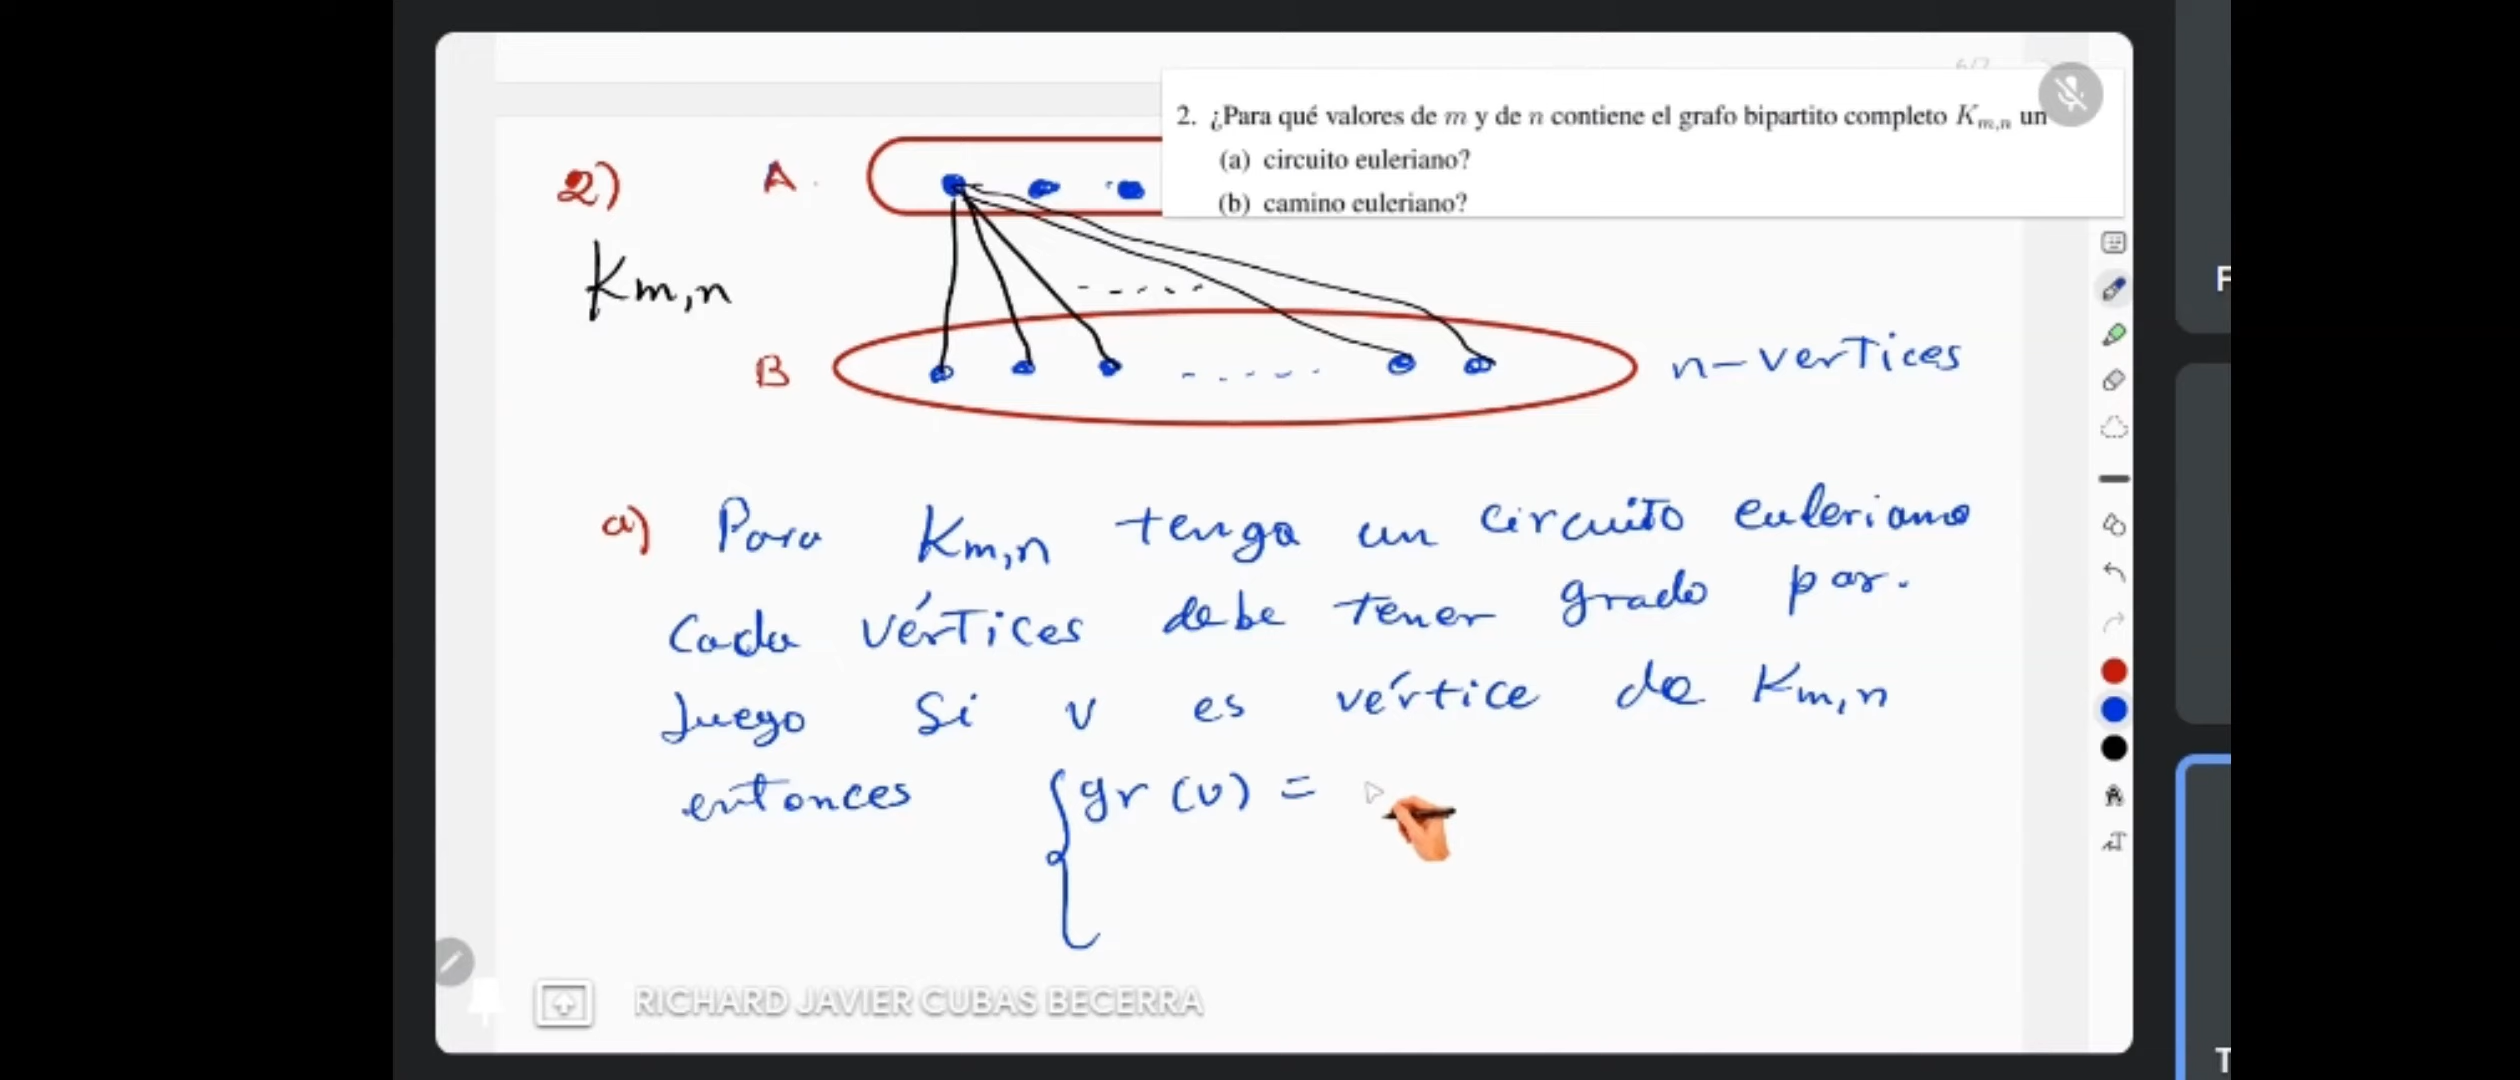 6/7
2. ¿Para qué valores de m y de n contiene el grafo bipartito completo Km,n un
(a) circuito euleriano?
(b) camino euleriano?
2) A
Km,n
B n-vertices
a) Para Km,n tenga un circuito euleriano
Cada vértices debe tener grado par.
Luego Si v es vértice de Km,n
entonces { gr (v) =
RICHARD JAVIER CUBAS BECERRA
F
T